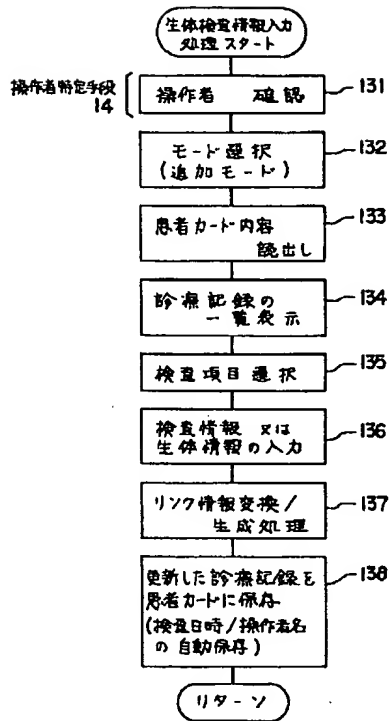 生体検査情報入力
処理スタート
操作者特定手段
14
操作者 確認
131
モード選択
(追加モード)
132
患者カード内容
読出し
133
診療記録の
一覧表示
134
検査項目選択
135
検査情報 又は
生体情報の入力
136
リンク情報変換/
生成処理
137
更新した診療記録を
患者カードに保存
(検査日時/操作者名
の自動保存)
138
リターン